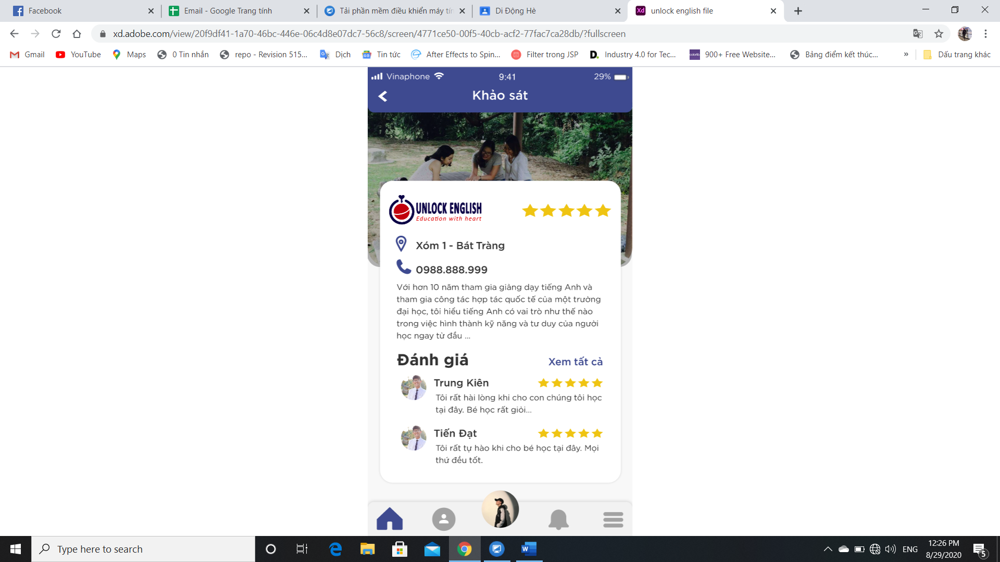 Facebook
Email - Google Trang tính
Tải phần mềm điều khiển máy tín
Di Động Hè
Xd
unlock english file
xd.adobe.com/view/20f9df41-1a70-46bc-446e-06c4d8e07dc7-56c8/screen/4771ce50-00f5-40cb-acf2-77fac7ca28db/?fullscreen
Gmail
YouTube
Maps
0 Tin nhắn
repo - Revision 515...
Dịch
Tin tức
After Effects to Spin...
Filter trong JSP
D.
Industry 4.0 for Tec...
900+ Free Website...
Bảng điểm kết thúc...
»
Dấu trang khác
Vinaphone
9:41
29%
Khảo sát
UNLOCK ENGLISH
Education with heart
Xóm 1 - Bát Tràng
0988.888.999
Với hơn 10 năm tham gia giảng dạy tiếng Anh và
tham gia công tác hợp tác quốc tế của một trường
đại học, tôi hiểu tiếng Anh có vai trò như thế nào
trong việc hình thành kỹ năng và tư duy của người
học ngay từ đầu ...
Đánh giá
Xem tất cả
Trung Kiên
Tôi rất hài lòng khi cho con chúng tôi học
tại đây. Bé học rất giỏi...
Tiến Đạt
Tôi rất tự hào khi cho bé học tại đây. Mọi
thứ đều tốt.
Type here to search
ENG
12:26 PM
8/29/2020
5